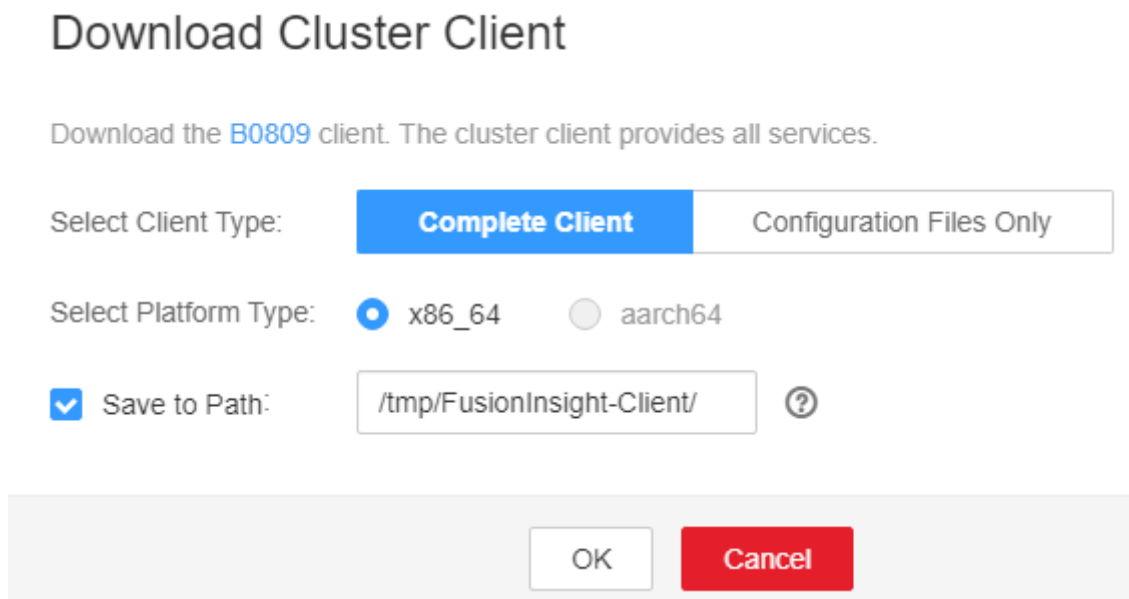 Download Cluster Client
Download the B0809 client. The cluster client provides all services.
Select Client Type: Complete Client Configuration Files Only
Select Platform Type: x86_64 aarch64
Save to Path: /tmp/FusionInsight-Client/ ?
OK Cancel